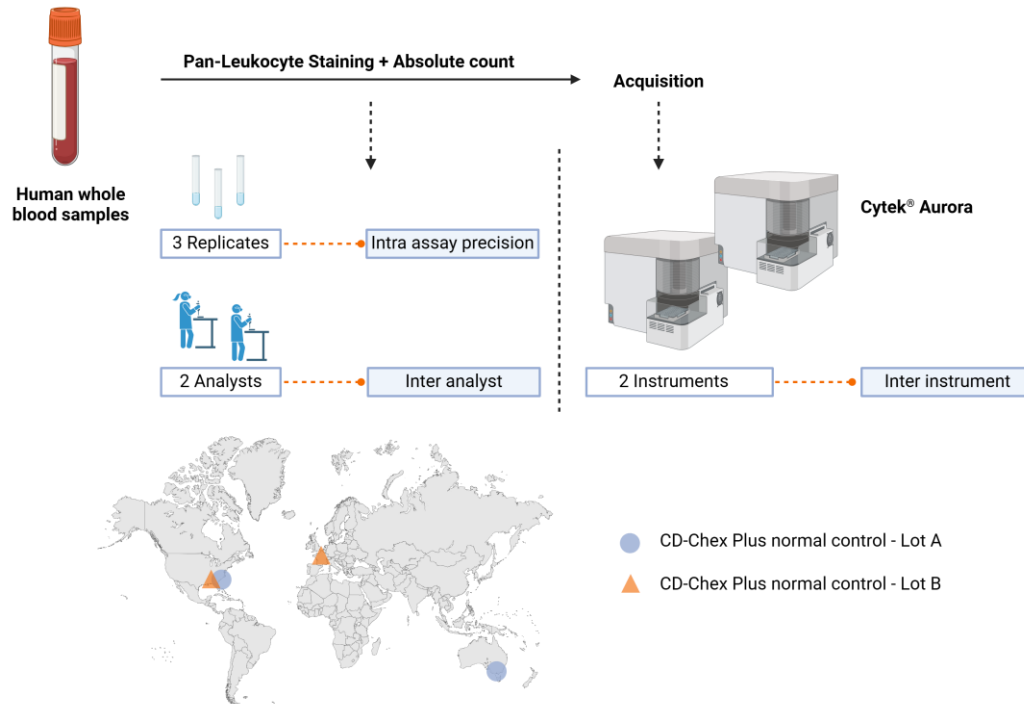 Pan-Leukocyte Staining + Absolute count
Acquisition
Human whole
blood samples
Cytek® Aurora
3 Replicates
Intra assay precision
2 Analysts
Inter analyst
2 Instruments
Inter instrument
CD-Chex Plus normal control - Lot A
CD-Chex Plus normal control - Lot B